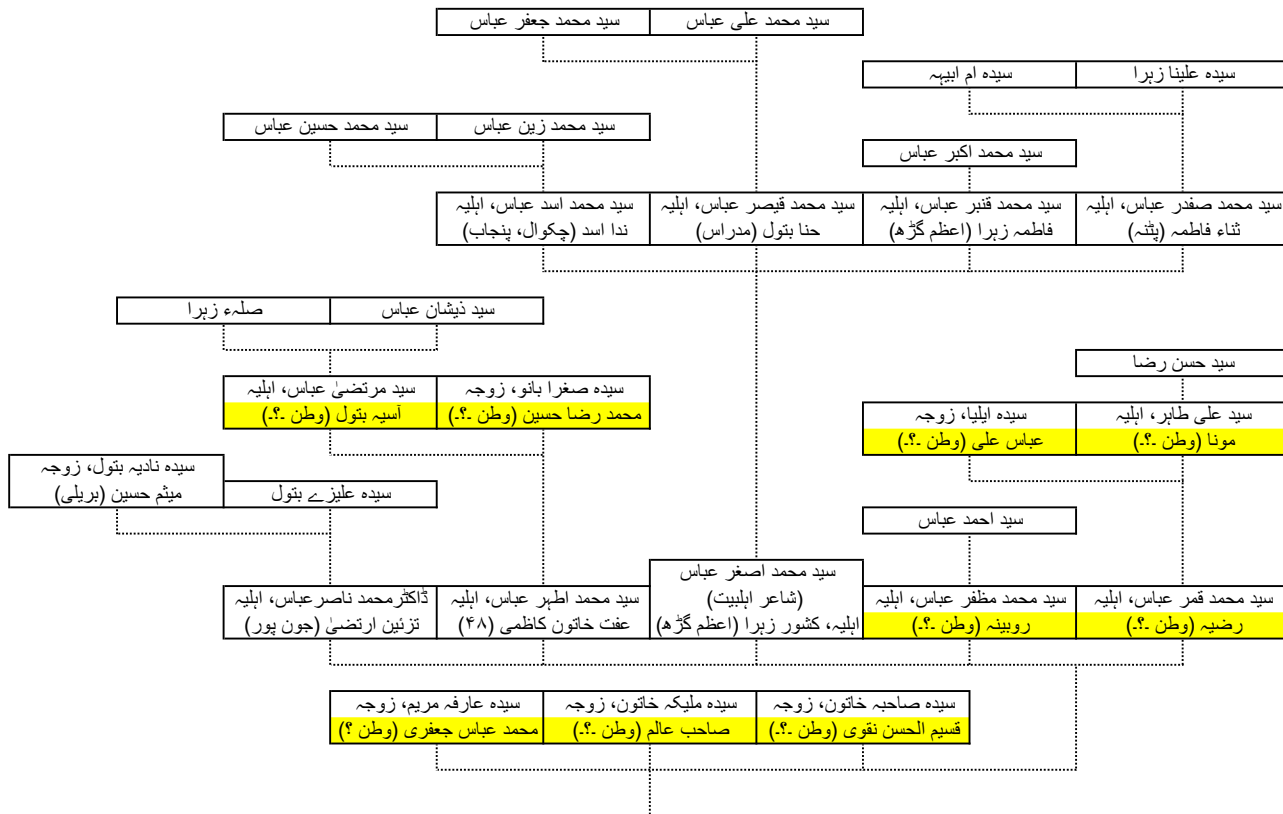 سید محمد علی عباس
سید محمد جعفر عباس
سیدہ علینا زہرا
سیدہ ام ابیہہ
سید محمد زین عباس
سید محمد حسین عباس
سید محمد اکبر عباس
سید محمد صفدر عباس، اہلیہ
ثناء فاطمہ (پٹنہ)
سید محمد قنبر عباس، اہلیہ
فاطمہ زہرا (اعظم گڑھ)
سید محمد قیصر عباس، اہلیہ
حنا بتول (مدراس)
سید محمد اسد عباس، اہلیہ
ندا اسد (چکوال، پنجاب)
سید ذیشان عباس
صلہء زہرا
سید حسن رضا
سیدہ صغرا بانو، زوجہ
محمد رضا حسین (وطن ۔؟۔)
سید مرتضیٰ عباس، اہلیہ
آسیہ بتول (وطن ۔؟۔)
سید علی طاہر، اہلیہ
مونا (وطن ۔؟۔)
سیدہ ایلیا، زوجہ
عباس علی (وطن ۔؟۔)
سیدہ علیزے بتول
سیدہ نادیہ بتول، زوجہ
میثم حسین (بریلی)
سید احمد عباس
سید محمد قمر عباس، اہلیہ
رضیہ (وطن ۔؟۔)
سید محمد مظفر عباس، اہلیہ
روبینہ (وطن ۔؟۔)
سید محمد اصغر عباس
(شاعر اہلبیت)
اہلیہ، کشور زہرا (اعظم گڑھ)
سید محمد اطہر عباس، اہلیہ
عفت خاتون کاظمی (۴۸)
ڈاکٹرمحمد ناصرعباس، اہلیہ
تزئین ارتضیٰ (جون پور)
سیدہ صاحبہ خاتون، زوجہ
قسیم الحسن نقوی (وطن ۔؟۔)
سیدہ ملیکہ خاتون، زوجہ
صاحب عالم (وطن ۔؟۔)
سیدہ عارفہ مریم، زوجہ
محمد عباس جعفری (وطن ؟)